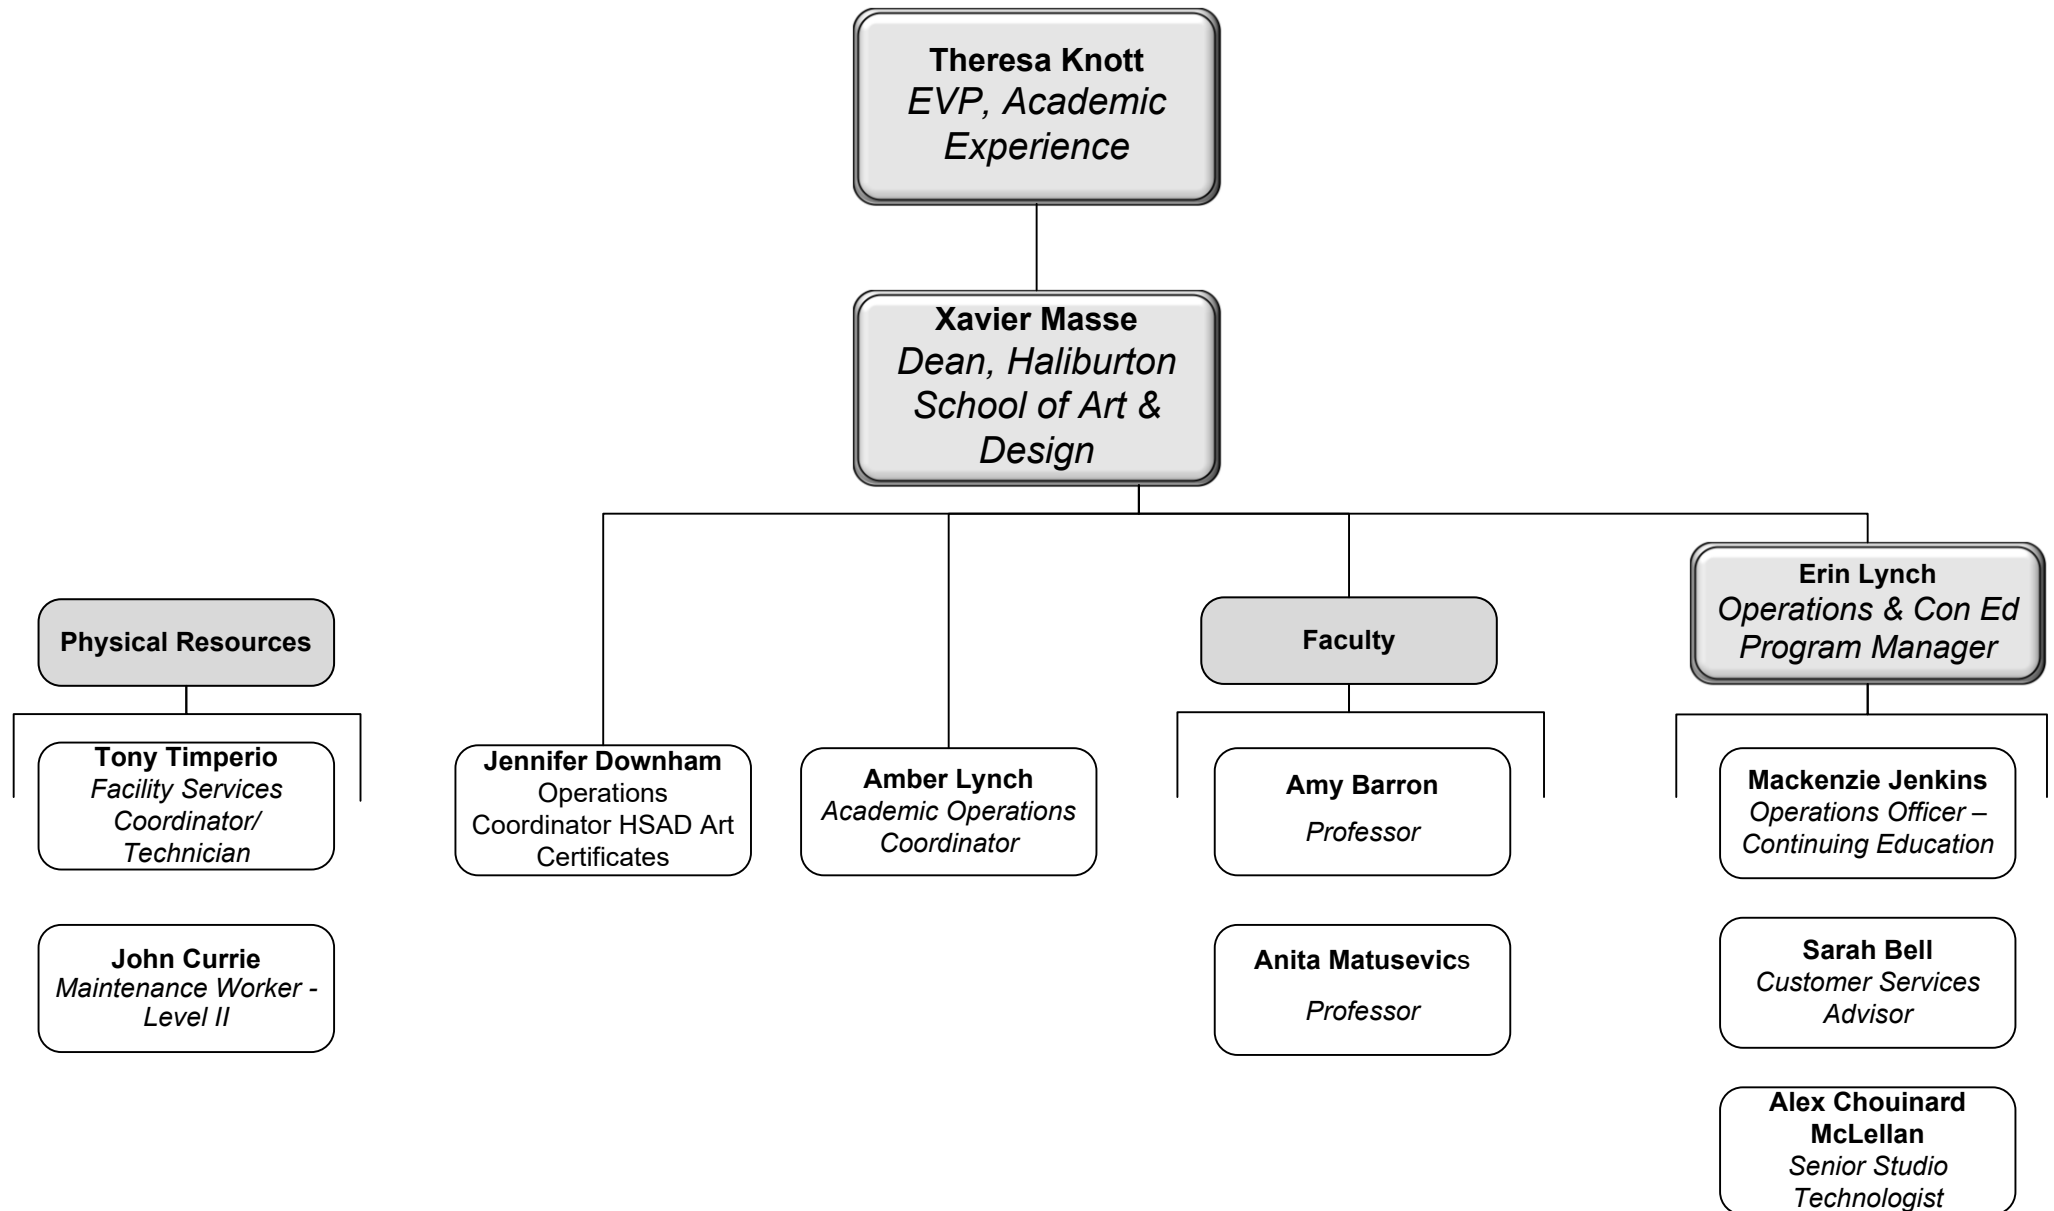 Theresa Knott
EVP, Academic
Experience
Xavier Masse
Dean, Haliburton
School of Art &
Design
Physical Resources
Tony Timperio
Facility Services
Coordinator/
Technician
John Currie
Maintenance Worker -
Level II
Jennifer Downham
Operations
Coordinator HSAD Art
Certificates
Amber Lynch
Academic Operations
Coordinator
Faculty
Amy Barron
Professor
Anita Matusevics
Professor
Erin Lynch
Operations & Con Ed
Program Manager
Mackenzie Jenkins
Operations Officer –
Continuing Education
Sarah Bell
Customer Services
Advisor
Alex Chouinard
McLellan
Senior Studio
Technologist